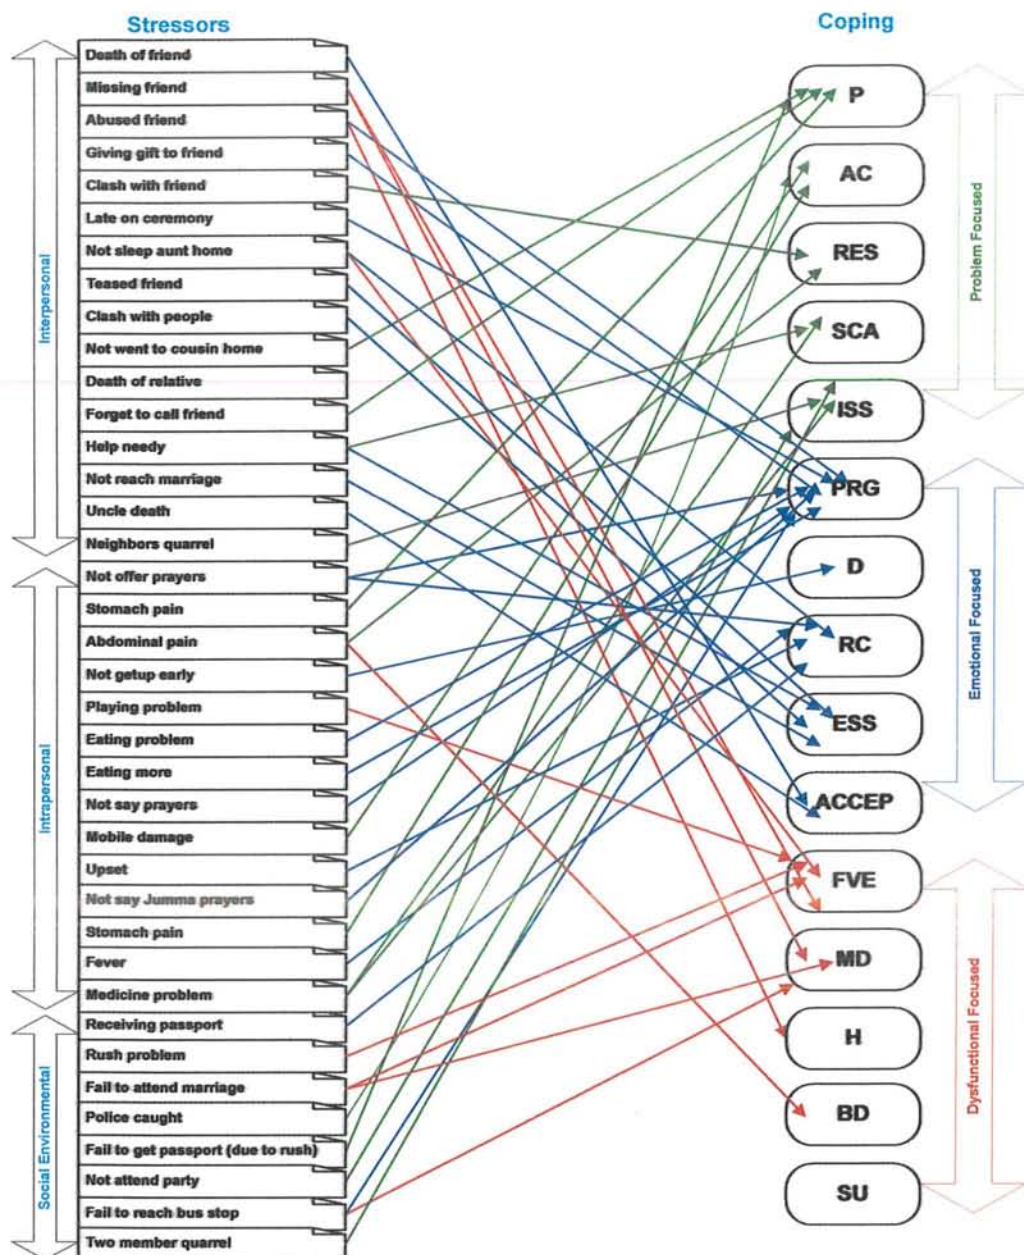 Stressors
Coping
Death of friend
Missing friend
Abused friend
Giving gift to friend
Clash with friend
Late on ceremony
Not sleep aunt home
Teased friend
Clash with people
Not went to cousin home
Death of relative
Forget to call friend
Help needy
Not reach marriage
Uncle death
Neighbors quarrel
Not offer prayers
Stomach pain
Abdominal pain
Not getup early
Playing problem
Eating problem
Eating more
Not say prayers
Mobile damage
Upset
Not say Jumma prayers
Stomach pain
Fever
Medicine problem
Receiving passport
Rush problem
Fail to attend marriage
Police caught
Fail to get passport (due to rush)
Not attend party
Fail to reach bus stop
Two member quarrel
Interpersonal
Intrapersonal
Social Environmental
P
AC
RES
SCA
ISS
PRG
D
RC
ESS
ACCEP
FVE
MD
H
BD
SU
Problem Focused
Emotional Focused
Dysfunctional Focused